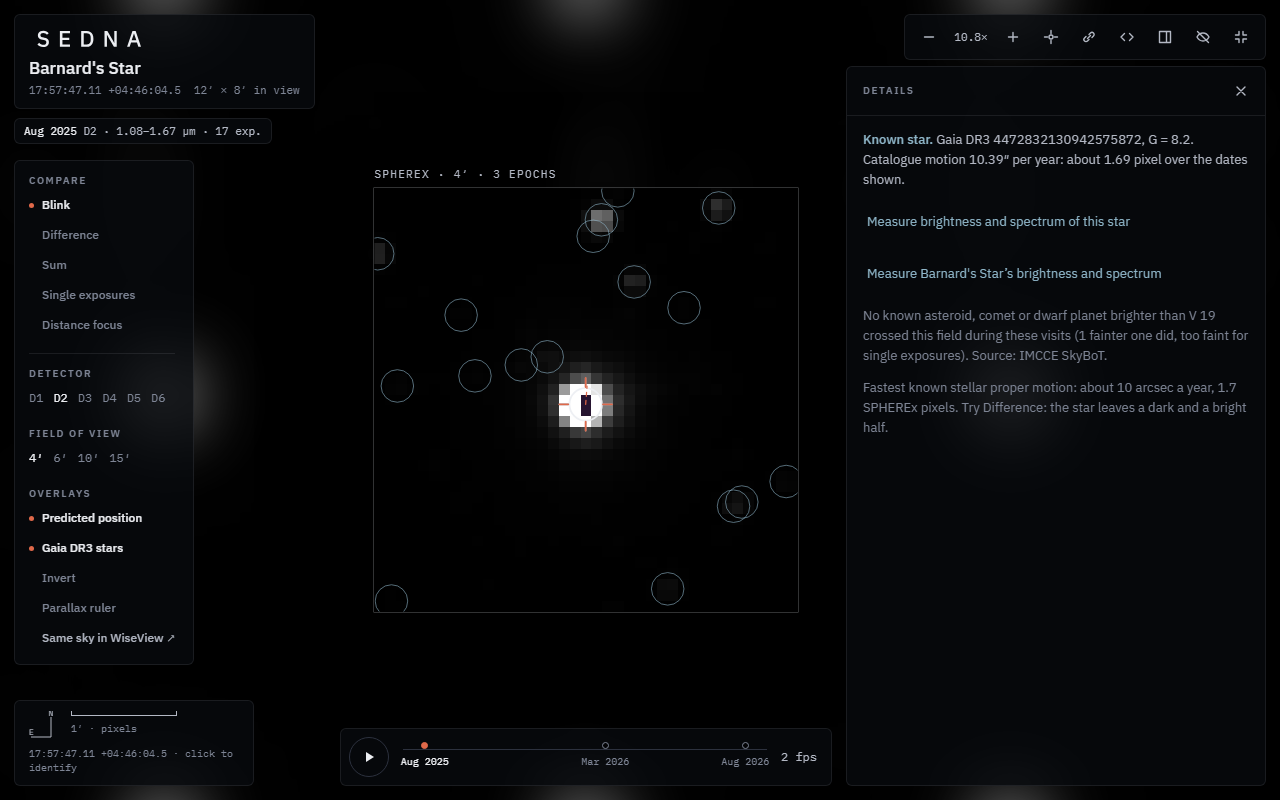 SEDNA
Barnard's Star
17:57:47.11 +04:46:04.5 12′ × 8′ in view
Aug 2025 D2 · 1.08–1.67 µm · 17 exp.
COMPARE
Blink
Difference
Sum
Single exposures
Distance focus
DETECTOR
D1 D2 D3 D4 D5 D6
FIELD OF VIEW
4′ 6′ 10′ 15′
OVERLAYS
Predicted position
Gaia DR3 stars
Invert
Parallax ruler
Same sky in WiseView ↗
N
E
1′ · pixels
17:57:47.11 +04:46:04.5 · click to
identify
SPHEREX · 4′ · 3 EPOCHS
Aug 2025
Mar 2026
Aug 2026
2 fps
− 10.8× +
DETAILS
Known star. Gaia DR3 4472832130942575872, G = 8.2.
Catalogue motion 10.39″ per year: about 1.69 pixel over the dates
shown.
Measure brightness and spectrum of this star
Measure Barnard's Star’s brightness and spectrum
No known asteroid, comet or dwarf planet brighter than V 19
crossed this field during these visits (1 fainter one did, too faint for
single exposures). Source: IMCCE SkyBoT.
Fastest known stellar proper motion: about 10 arcsec a year, 1.7
SPHEREx pixels. Try Difference: the star leaves a dark and a bright
half.